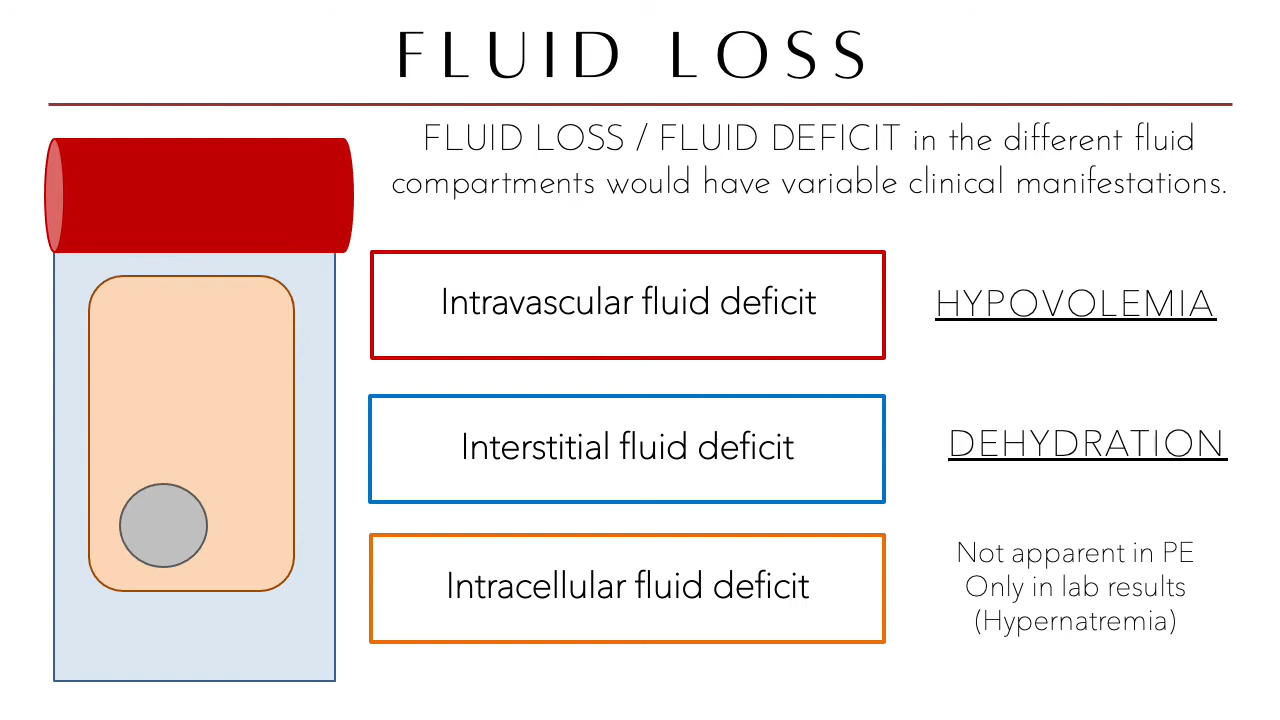 FLUID LOSS
FLUID LOSS / FLUID DEFICIT in the different fluid
compartments would have variable clinical manifestations.
Intravascular fluid deficit
HYPOVOLEMIA
Interstitial fluid deficit
DEHYDRATION
Intracellular fluid deficit
Not apparent in PE
Only in lab results
(Hypernatremia)